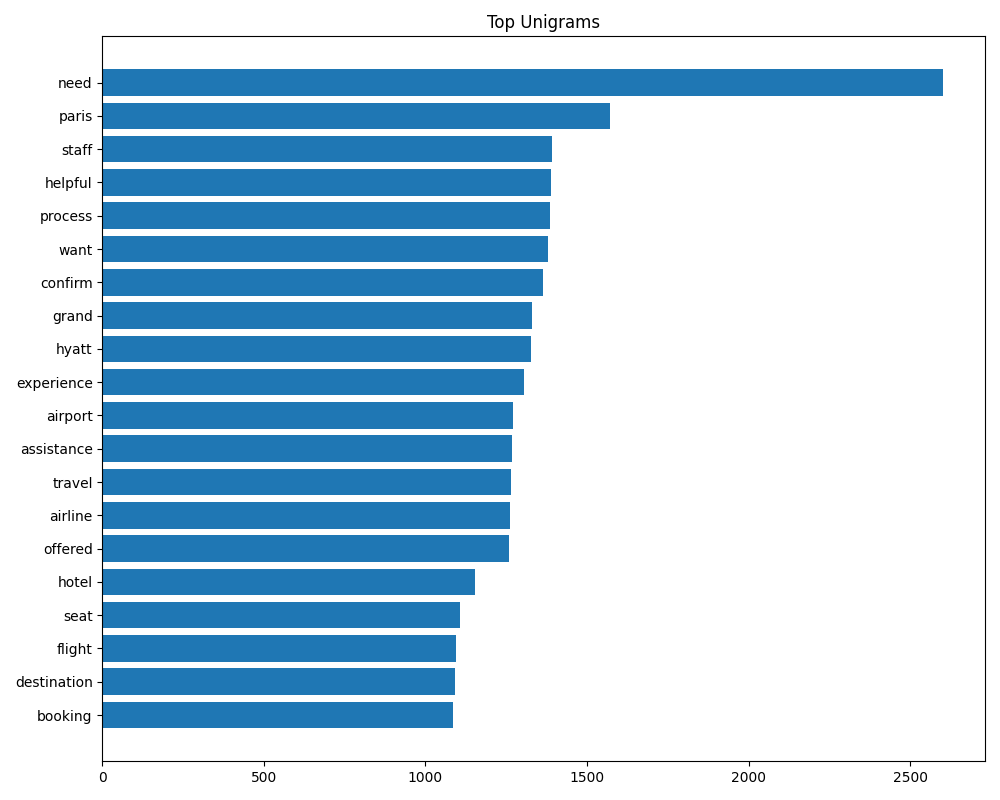 Top Unigrams
need
paris
staff
helpful
process
want
confirm
grand
hyatt
experience
airport
assistance
travel
airline
offered
hotel
seat
flight
destination
booking
0 500 1000 1500 2000 2500